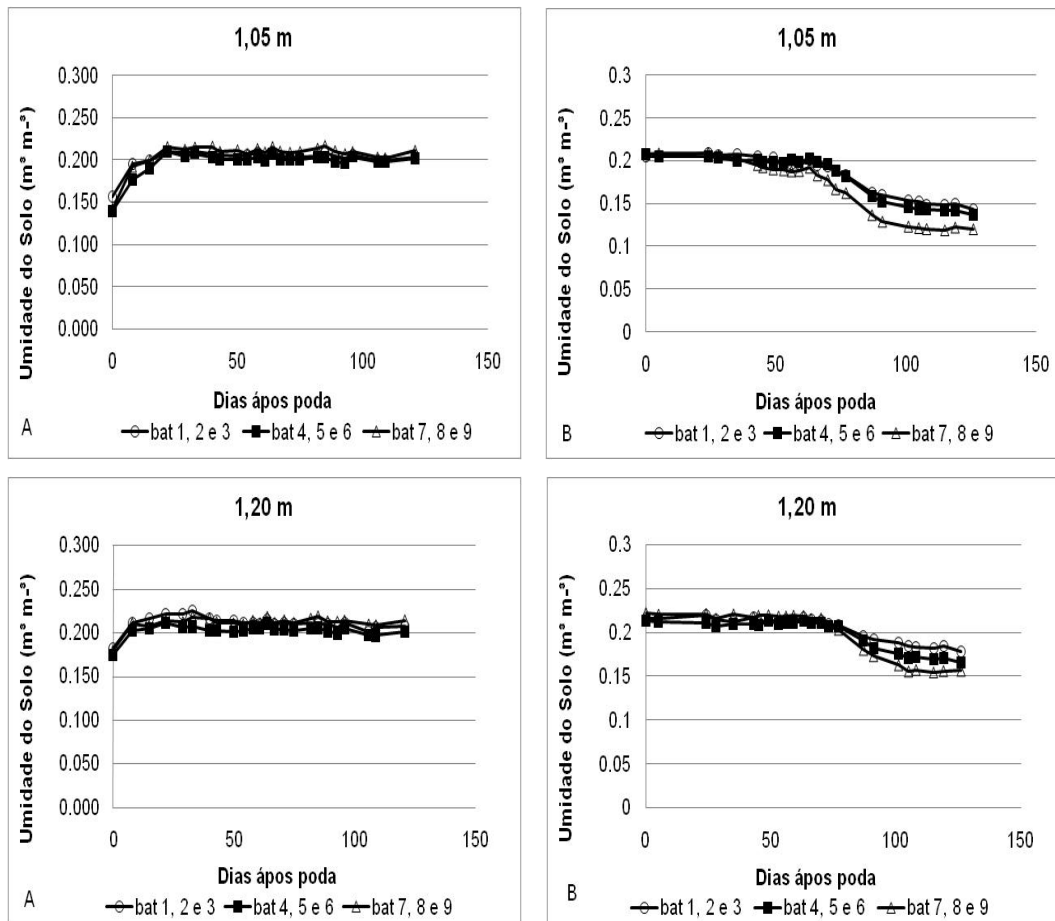 1,05 m
Umidade do Solo (m³ m-³)
0.300
0.250
0.200
0.150
0.100
0.050
0.000
0 50 100 150
Dias ápos poda
A
bat 1, 2 e 3 bat 4, 5 e 6 bat 7, 8 e 9
1,05 m
Umidade do Solo (m³ m-³)
0.3
0.25
0.2
0.15
0.1
0.05
0
0 50 100 150
Dias ápos poda
B
bat 1, 2 e 3 bat 4, 5 e 6 bat 7, 8 e 9
1,20 m
Umidade do Solo (m³ m-³)
0.300
0.250
0.200
0.150
0.100
0.050
0.000
0 50 100 150
Dias ápos poda
A
bat 1, 2 e 3 bat 4, 5 e 6 bat 7, 8 e 9
1,20 m
Umidade do Solo (m³ m-³)
0.3
0.25
0.2
0.15
0.1
0.05
0
0 50 100 150
Dias ápos poda
B
bat 1, 2 e 3 bat 4, 5 e 6 bat 7, 8 e 9